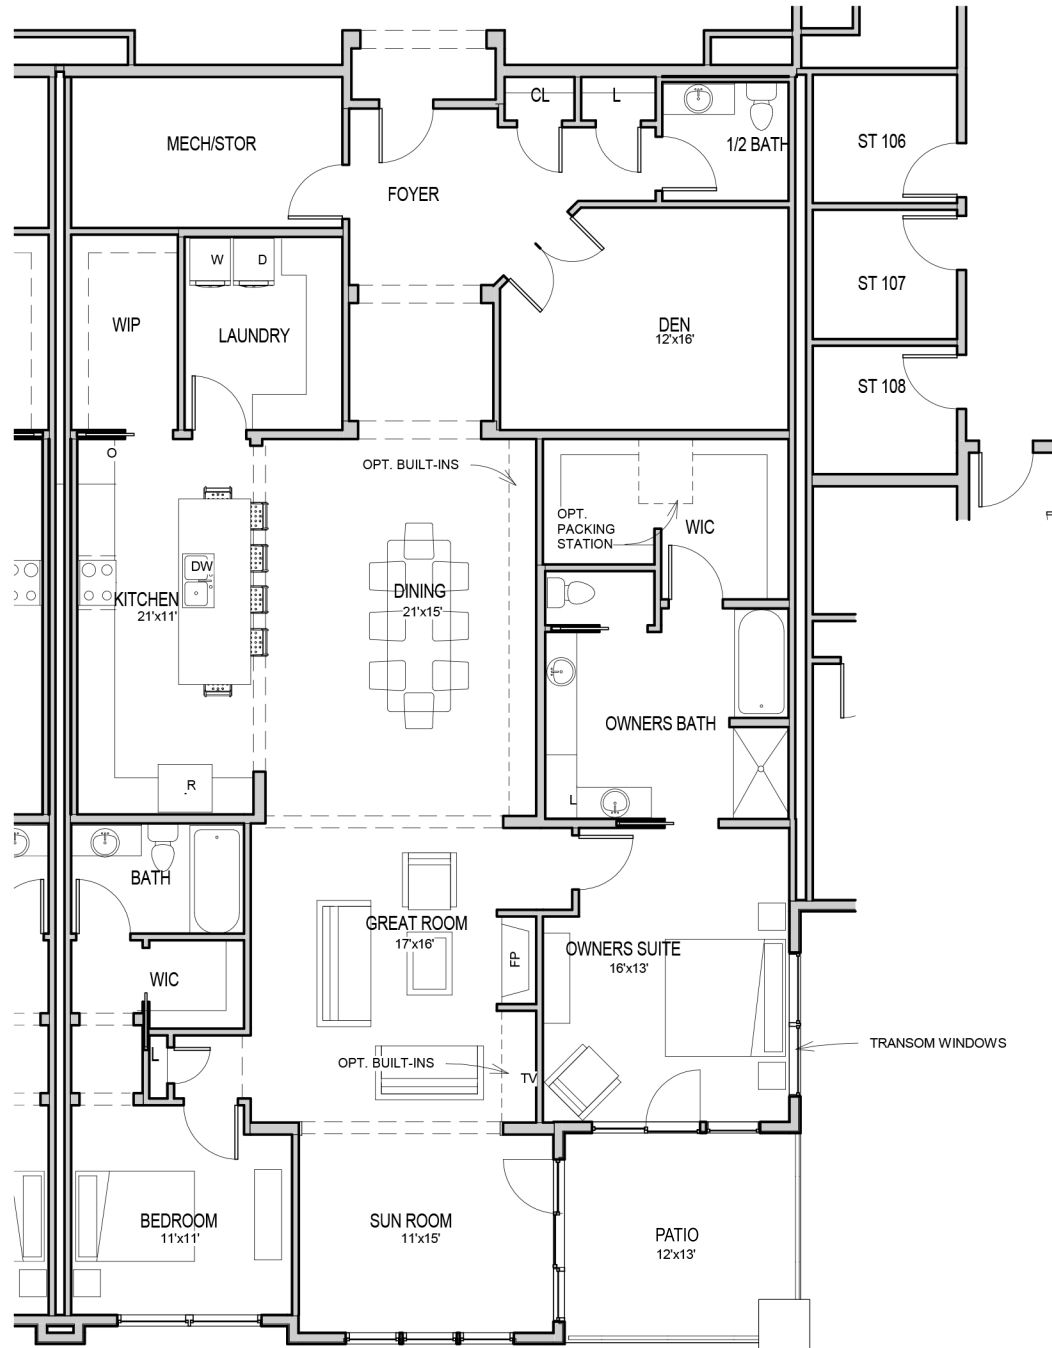 CL
L
MECH/STOR
1/2 BATH
ST 106
FOYER
W
D
ST 107
WIP
LAUNDRY
DEN
12'x16'
ST 108
OPT. BUILT-INS
OPT.
PACKING
STATION
WIC
DW
KITCHEN
21'x11'
DINING
21'x15'
OWNERS BATH
R
L
BATH
GREAT ROOM
17'x16'
FP
OWNERS SUITE
16'x13'
WIC
L
OPT. BUILT-INS
TV
TRANSOM WINDOWS
BEDROOM
11'x11'
SUN ROOM
11'x15'
PATIO
12'x13'